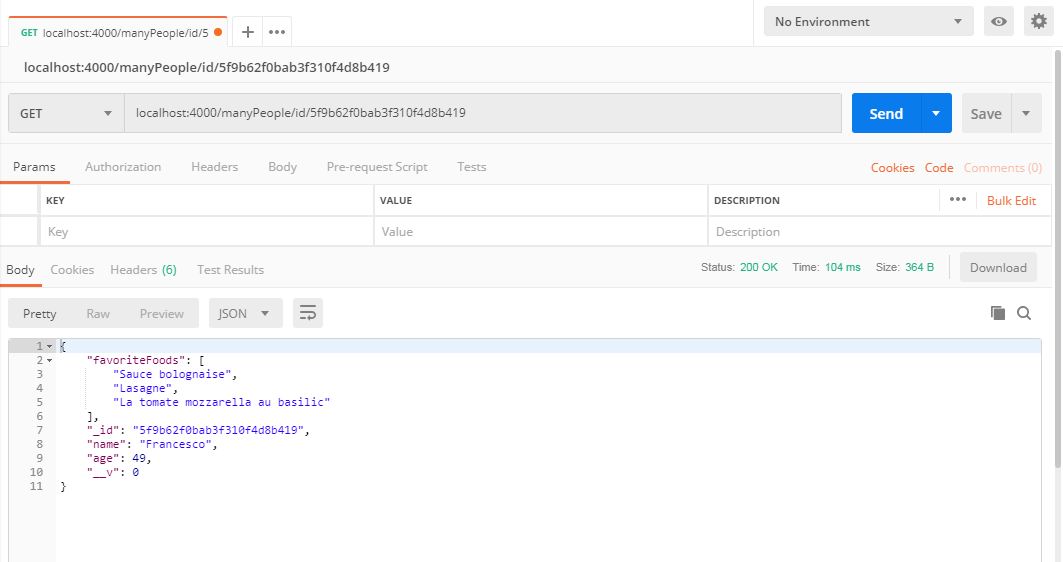 GET localhost:4000/manyPeople/id/5
No Environment
localhost:4000/manyPeople/id/5f9b62f0bab3f310f4d8b419
GET localhost:4000/manyPeople/id/5f9b62f0bab3f310f4d8b419 Send Save
Params Authorization Headers Body Pre-request Script Tests Cookies Code Comments (0)
KEY VALUE DESCRIPTION Bulk Edit
Key Value Description
Body Cookies Headers (6) Test Results Status: 200 OK Time: 104 ms Size: 364 B Download
Pretty Raw Preview JSON
1 {
2 "favoriteFoods": [
3 "Sauce bolognaise",
4 "Lasagne",
5 "La tomate mozzarella au basilic"
6 ],
7 "_id": "5f9b62f0bab3f310f4d8b419",
8 "name": "Francesco",
9 "age": 49,
10 "__v": 0
11 }